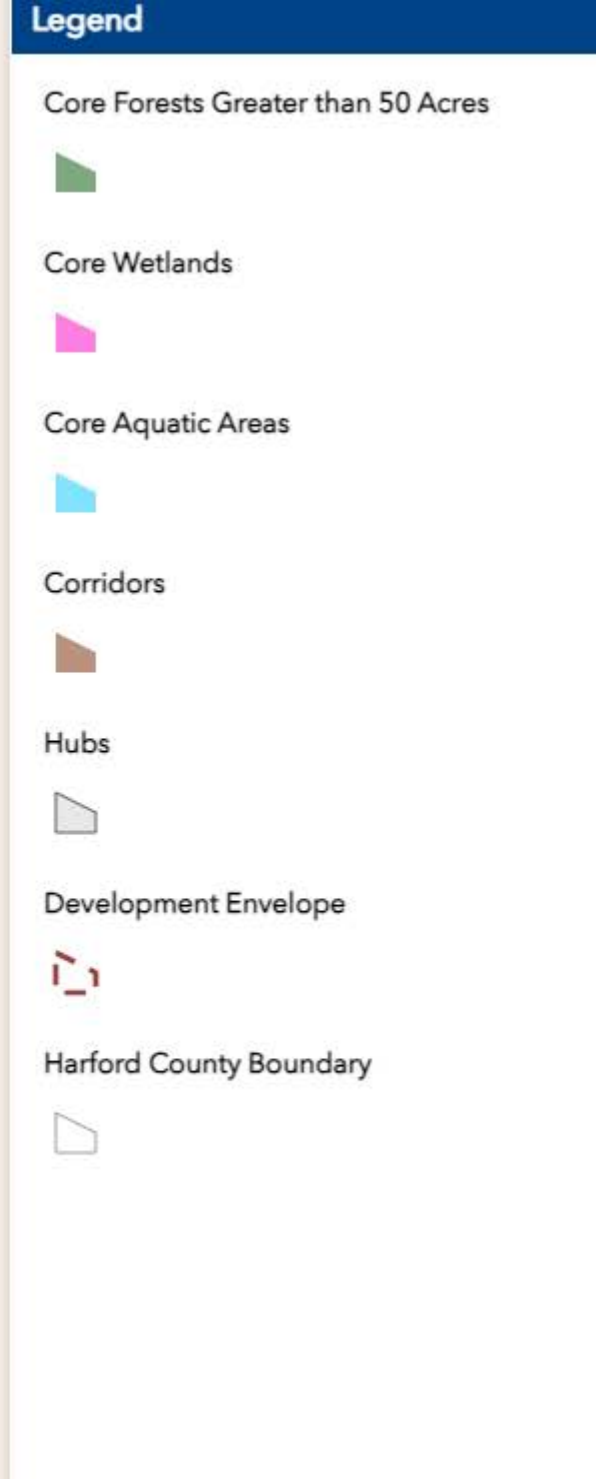 Legend
Core Forests Greater than 50 Acres
Core Wetlands
Core Aquatic Areas
Corridors
Hubs
Development Envelope
Harford County Boundary